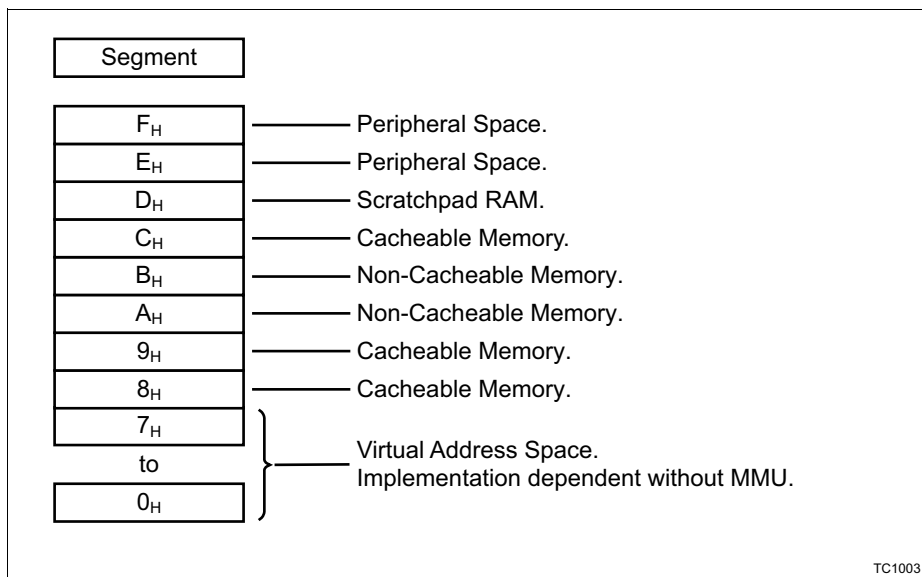 Segment
FH Peripheral Space.
EH Peripheral Space.
DH Scratchpad RAM.
CH Cacheable Memory.
BH Non-Cacheable Memory.
AH Non-Cacheable Memory.
9H Cacheable Memory.
8H Cacheable Memory.
7H
to
0H
Virtual Address Space.
Implementation dependent without MMU.
TC1003